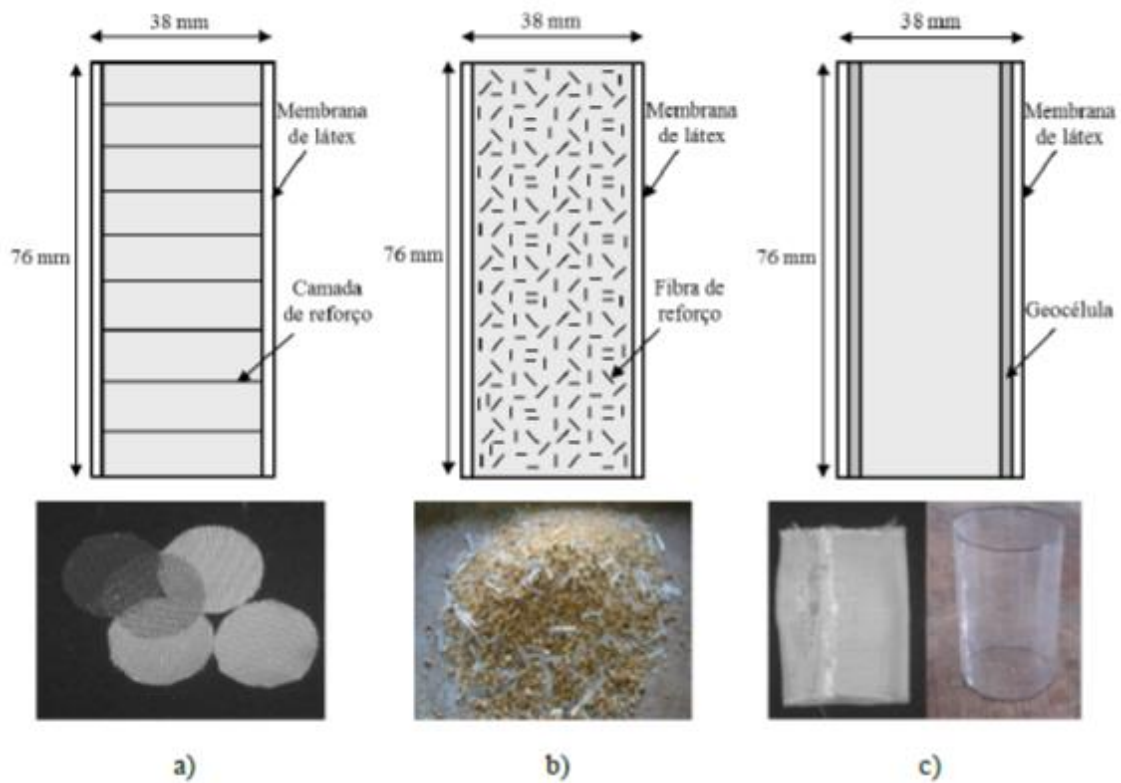 38 mm
76 mm
Membrana
de látex
Camada
de reforço
a)
38 mm
76 mm
Membrana
de látex
Fibra de
reforço
b)
38 mm
76 mm
Membrana
de látex
Geocélula
c)